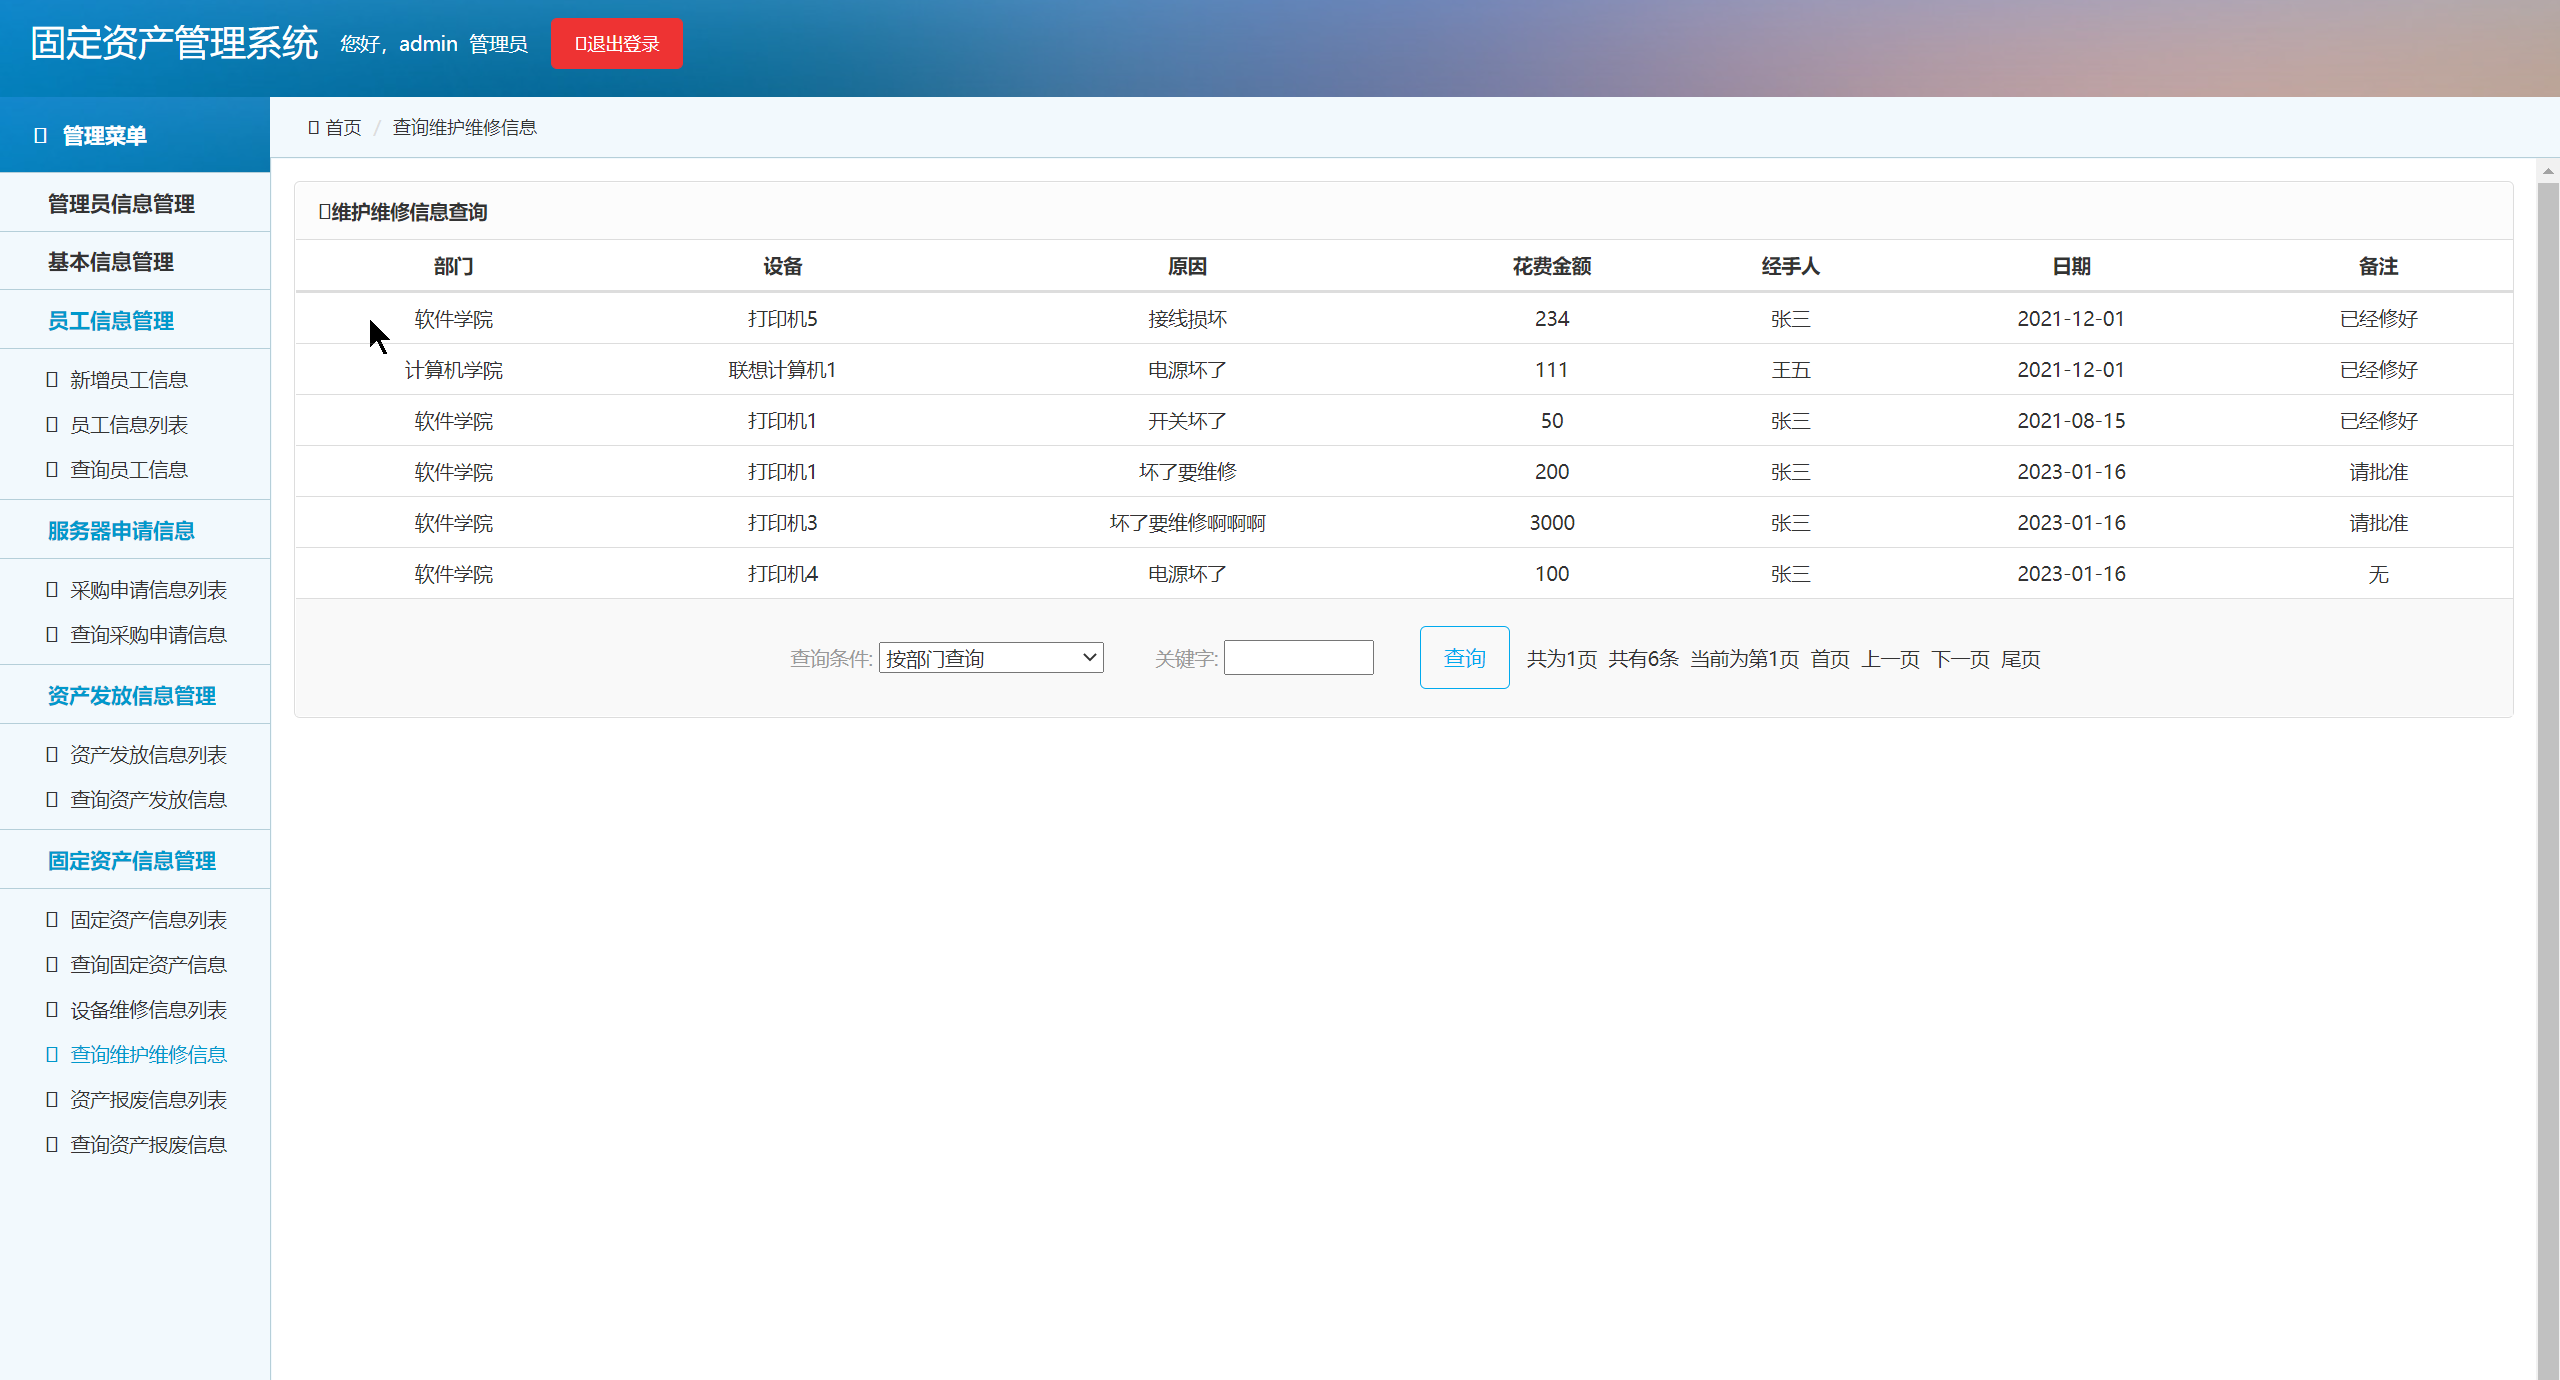 固定资产管理系统 您好，admin 管理员 退出登录
管理菜单
首页 / 查询维护维修信息
管理员信息管理
基本信息管理
员工信息管理
新增员工信息
员工信息列表
查询员工信息
服务器申请信息
采购申请信息列表
查询采购申请信息
资产发放信息管理
资产发放信息列表
查询资产发放信息
固定资产信息管理
固定资产信息列表
查询固定资产信息
设备维修信息列表
查询维护维修信息
资产报废信息列表
查询资产报废信息
维护维修信息查询
部门 设备 原因 花费金额 经手人 日期 备注
软件学院 打印机5 接线损坏 234 张三 2021-12-01 已经修好
计算机学院 联想计算机1 电源坏了 111 王五 2021-12-01 已经修好
软件学院 打印机1 开关坏了 50 张三 2021-08-15 已经修好
软件学院 打印机1 坏了要维修 200 张三 2023-01-16 请批准
软件学院 打印机3 坏了要维修啊啊啊 3000 张三 2023-01-16 请批准
软件学院 打印机4 电源坏了 100 张三 2023-01-16 无
查询条件: 按部门查询 关键字: 查询 共为1页 共有6条 当前为第1页 首页 上一页 下一页 尾页